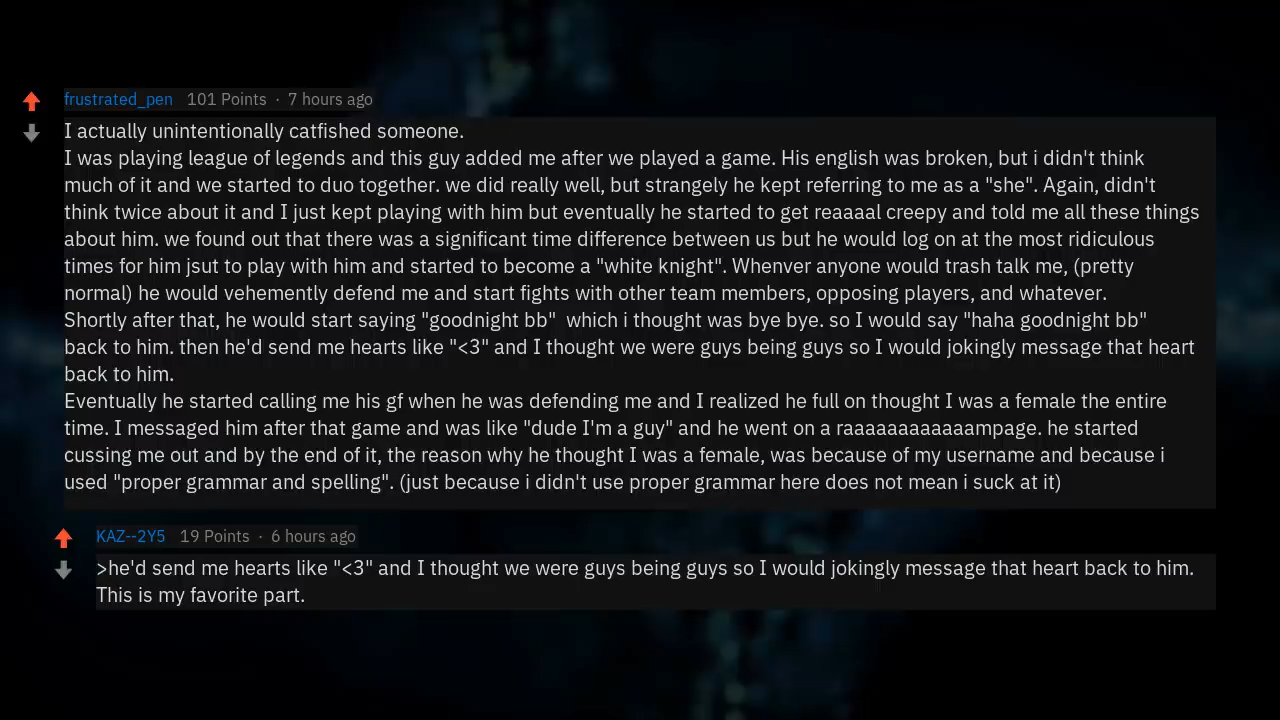 frustrated_pen 101 Points · 7 hours ago
I actually unintentionally catfished someone.
I was playing league of legends and this guy added me after we played a game. His english was broken, but i didn't think
much of it and we started to duo together. we did really well, but strangely he kept referring to me as a "she". Again, didn't
think twice about it and I just kept playing with him but eventually he started to get reaaaal creepy and told me all these things
about him. we found out that there was a significant time difference between us but he would log on at the most ridiculous
times for him jsut to play with him and started to become a "white knight". Whenver anyone would trash talk me, (pretty
normal) he would vehemently defend me and start fights with other team members, opposing players, and whatever.
Shortly after that, he would start saying "goodnight bb"  which i thought was bye bye. so I would say "haha goodnight bb"
back to him. then he'd send me hearts like "<3" and I thought we were guys being guys so I would jokingly message that heart
back to him.
Eventually he started calling me his gf when he was defending me and I realized he full on thought I was a female the entire
time. I messaged him after that game and was like "dude I'm a guy" and he went on a raaaaaaaaaaaampage. he started
cussing me out and by the end of it, the reason why he thought I was a female, was because of my username and because i
used "proper grammar and spelling". (just because i didn't use proper grammar here does not mean i suck at it)
KAZ--2Y5 19 Points · 6 hours ago
>he'd send me hearts like "<3" and I thought we were guys being guys so I would jokingly message that heart back to him.
This is my favorite part.